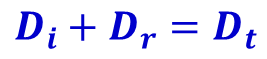 D_i + D_r = D_t